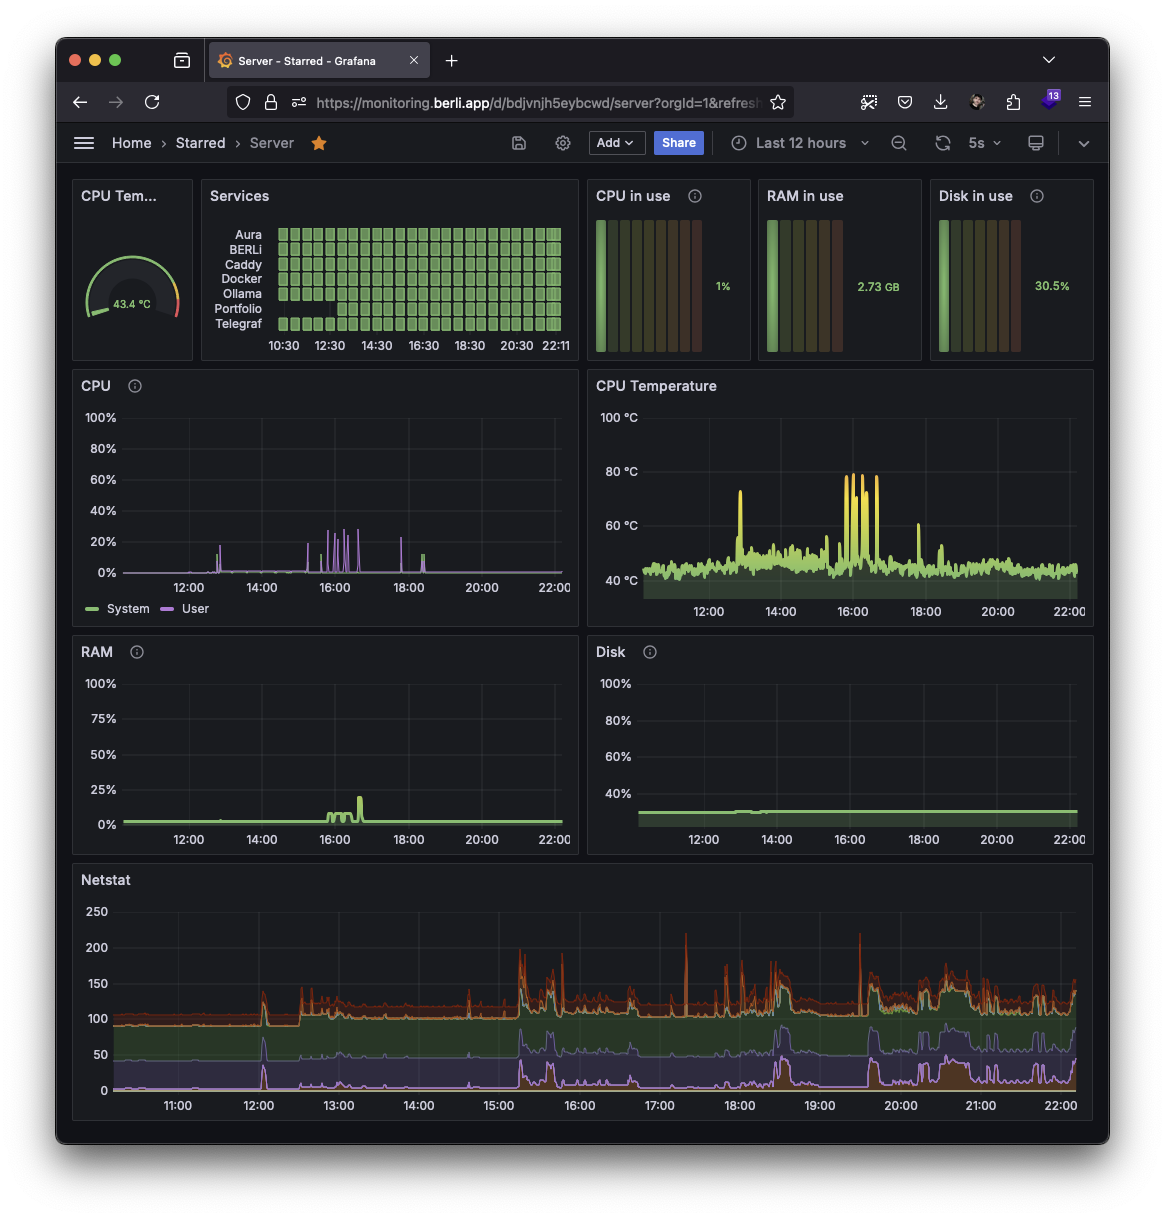 Server - Starred - Grafana
https://monitoring.berli.app/d/bdjvnjh5eybcwd/server?orgId=1&refresh
13
Home › Starred › Server
Add
Share
Last 12 hours
5s
CPU Tem...
43.4 °C
Services
Aura
BERLi
Caddy
Docker
Ollama
Portfolio
Telegraf
10:30 12:30 14:30 16:30 18:30 20:30 22:11
CPU in use
1%
RAM in use
2.73 GB
Disk in use
30.5%
CPU
100%
80%
60%
40%
20%
0%
12:00 14:00 16:00 18:00 20:00 22:00
System User
CPU Temperature
100 °C
80 °C
60 °C
40 °C
12:00 14:00 16:00 18:00 20:00 22:00
RAM
100%
75%
50%
25%
0%
12:00 14:00 16:00 18:00 20:00 22:00
Disk
100%
80%
60%
40%
12:00 14:00 16:00 18:00 20:00 22:00
Netstat
250
200
150
100
50
0
11:00 12:00 13:00 14:00 15:00 16:00 17:00 18:00 19:00 20:00 21:00 22:00